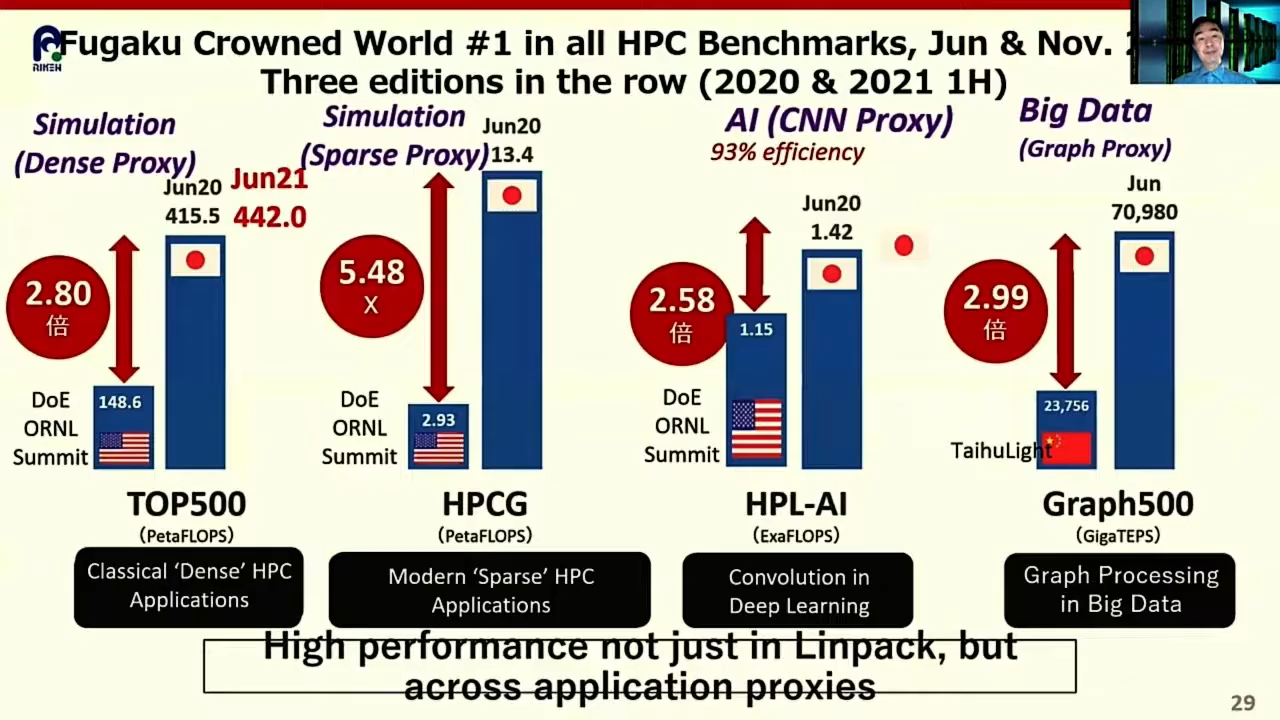 RIKEN
Fugaku Crowned World #1 in all HPC Benchmarks, Jun & Nov.
Three editions in the row (2020 & 2021 1H)
Simulation
(Dense Proxy)
Jun20
415.5
Jun21
442.0
2.80
倍
148.6
DoE
ORNL
Summit
TOP500
(PetaFLOPS)
Classical ‘Dense’ HPC
Applications
Simulation
(Sparse Proxy)
Jun20
13.4
5.48
X
2.93
DoE
ORNL
Summit
HPCG
(PetaFLOPS)
Modern ‘Sparse’ HPC
Applications
AI (CNN Proxy)
93% efficiency
Jun20
1.42
2.58
倍
1.15
DoE
ORNL
Summit
HPL-AI
(ExaFLOPS)
Convolution in
Deep Learning
Big Data
(Graph Proxy)
Jun
70,980
2.99
倍
23,756
TaihuLight
Graph500
(GigaTEPS)
Graph Processing
in Big Data
High performance not just in Linpack, but
across application proxies
29